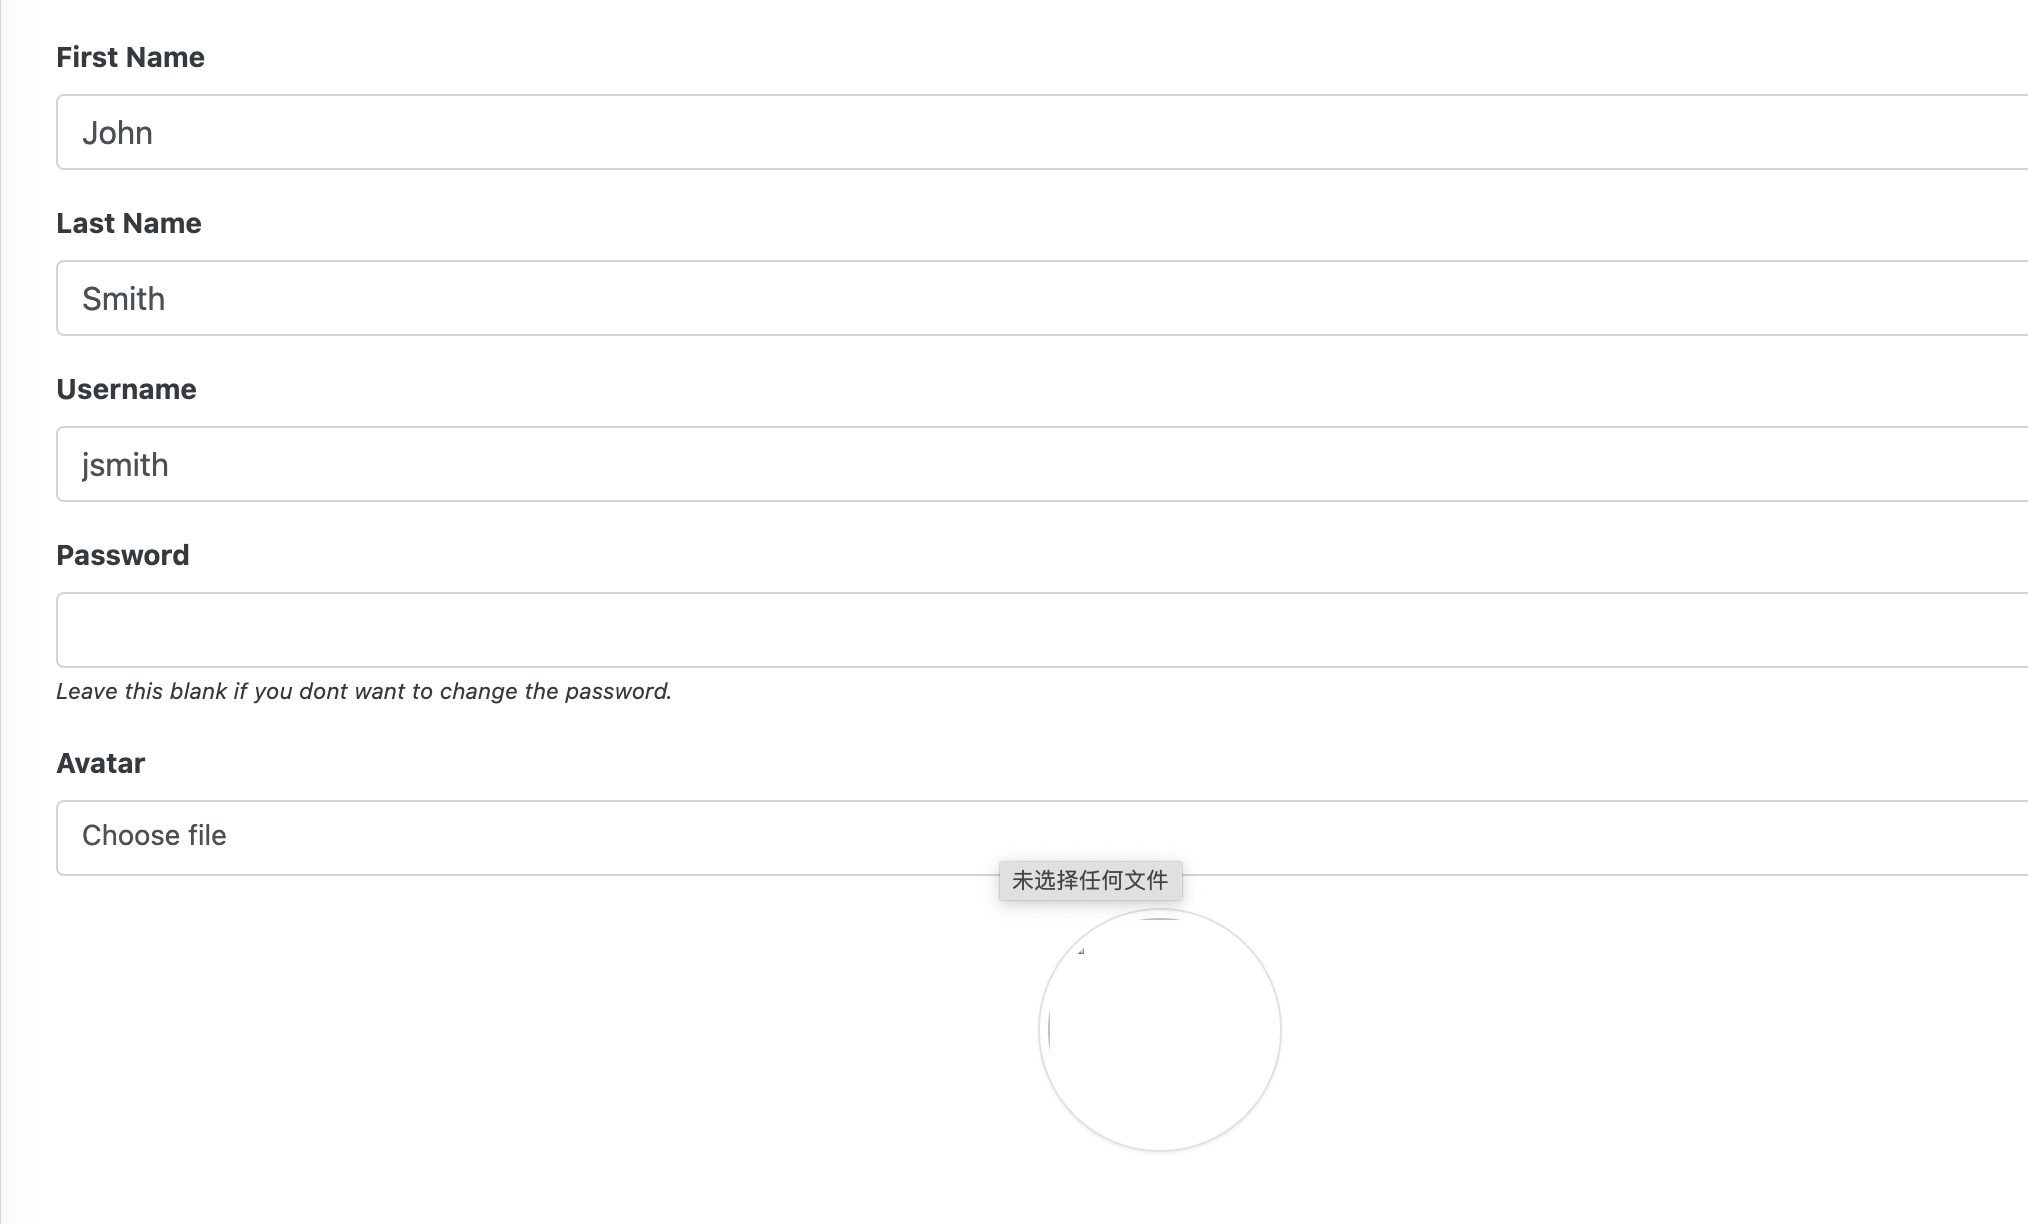 First Name
John
Last Name
Smith
Username
jsmith
Password
Leave this blank if you dont want to change the password.
Avatar
Choose file
未选择任何文件